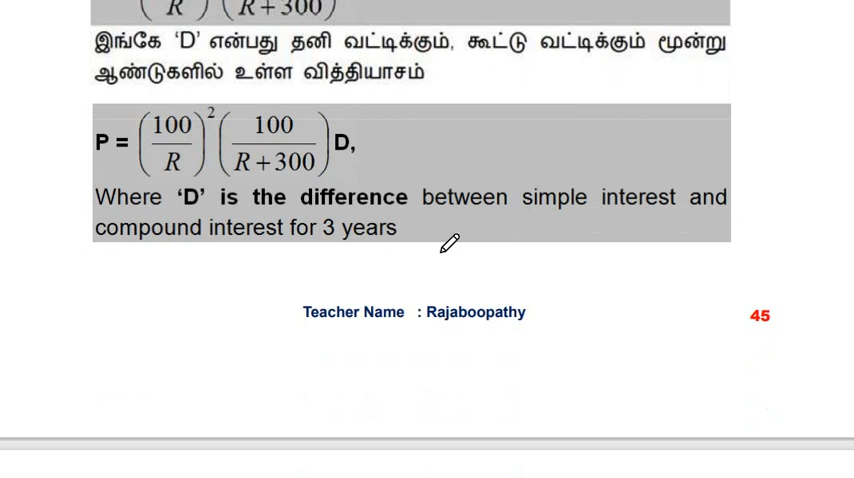 ( R ) ( R + 300 )
இங்கே ‘D’ என்பது தனி வட்டிக்கும், கூட்டு வட்டிக்கும் மூன்று
ஆண்டுகளில் உள்ள வித்தியாசம்
P = (100/R)² (100/(R + 300)) D,
Where ‘D’ is the difference between simple interest and
compound interest for 3 years
Teacher Name : Rajaboopathy
45